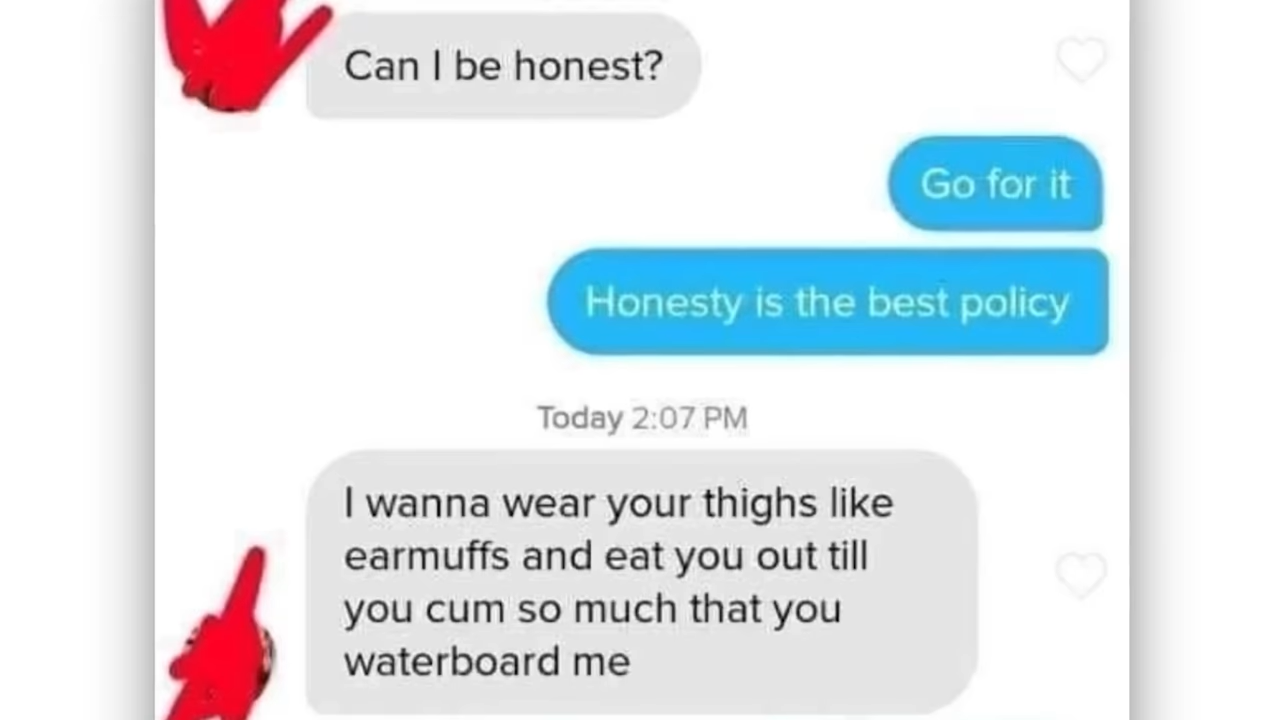 Can I be honest?
Go for it
Honesty is the best policy
Today 2:07 PM
I wanna wear your thighs like
earmuffs and eat you out till
you cum so much that you
waterboard me